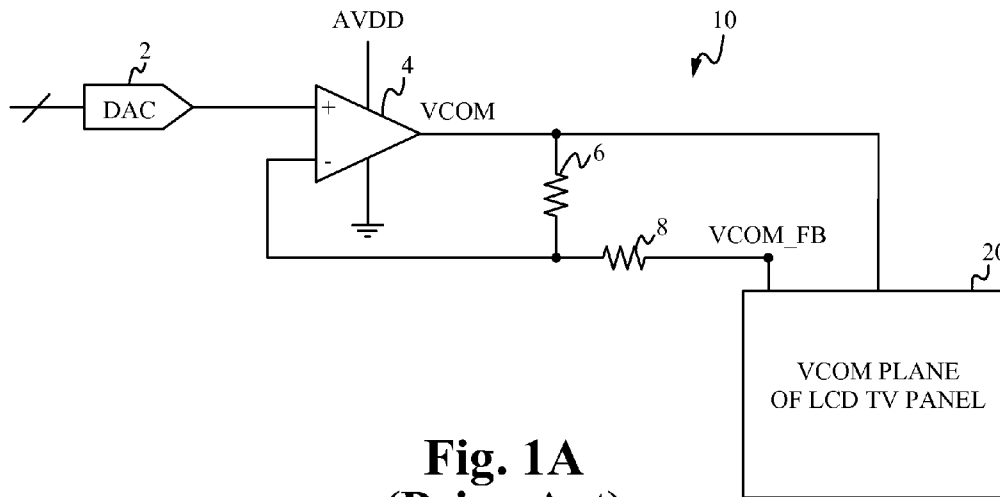 AVDD
10
2
4
DAC
+
VCOM
-
6
8
VCOM_FB
20
VCOM PLANE
OF LCD TV PANEL
Fig. 1A